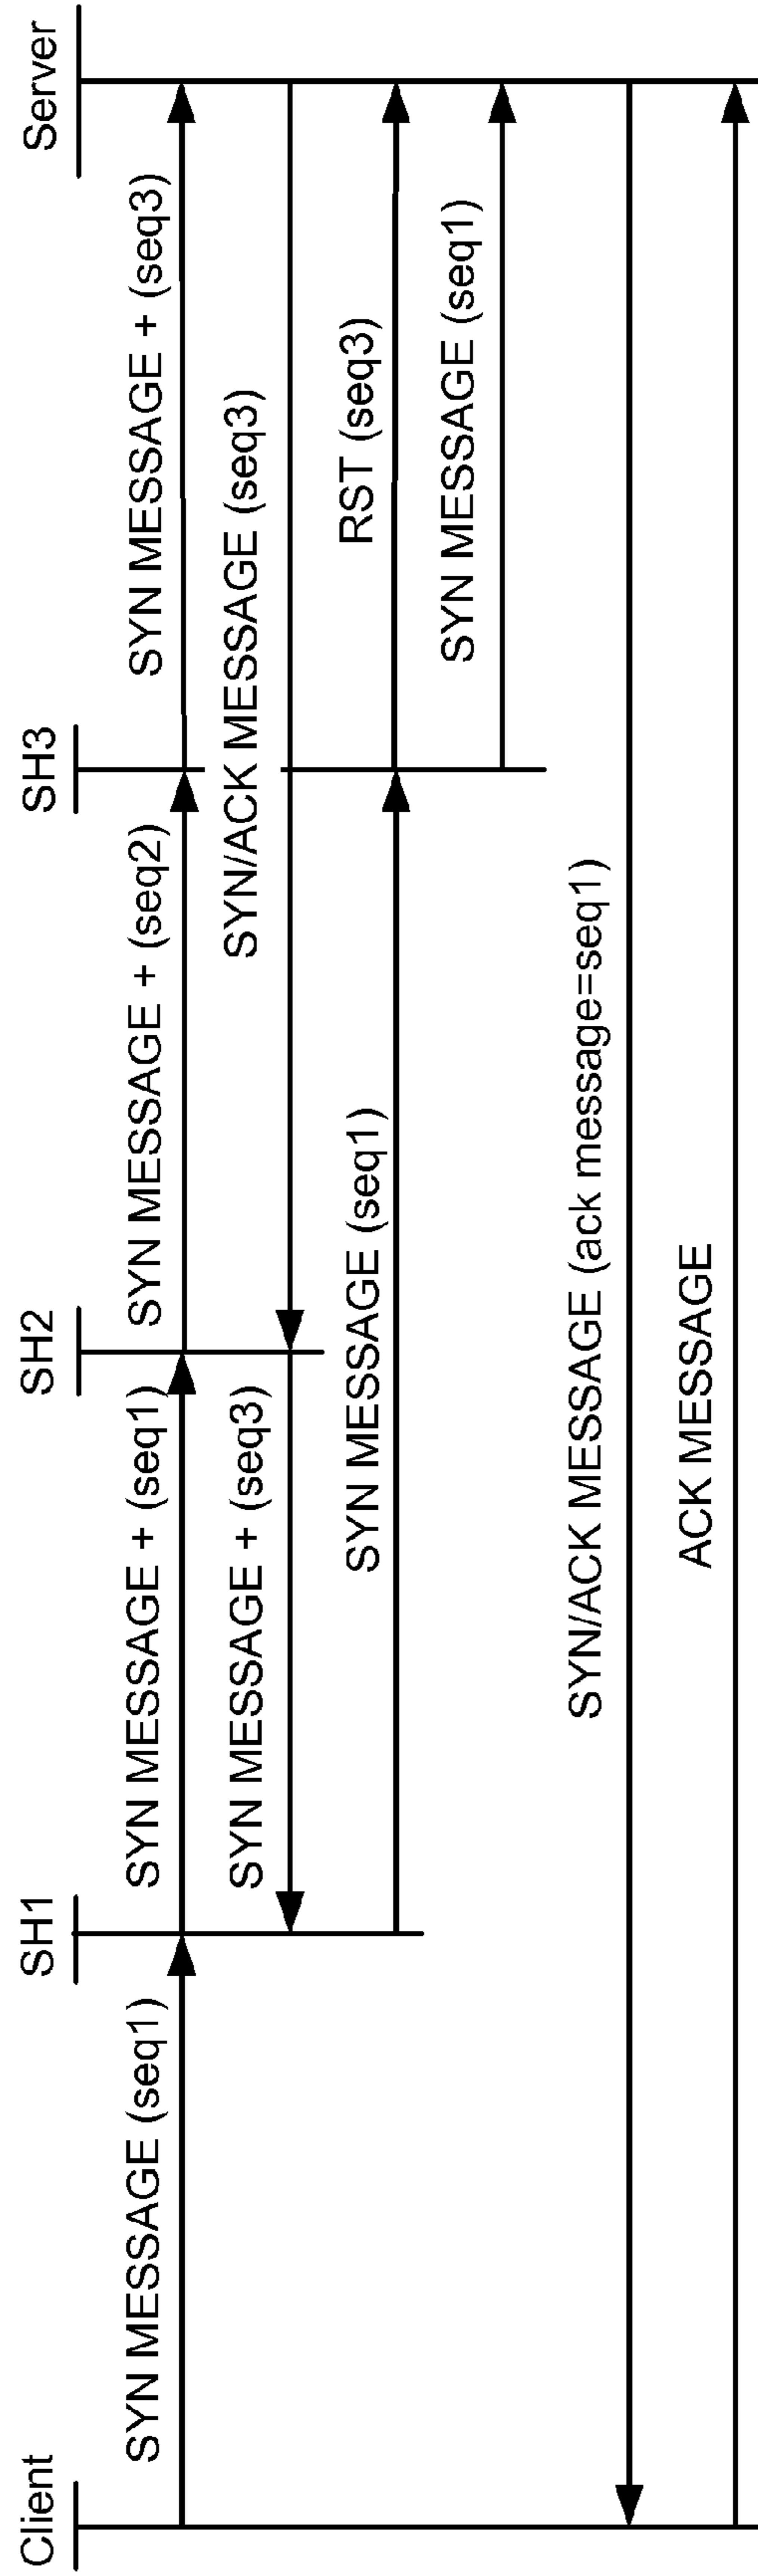 Client
SH1
SH2
SH3
Server
SYN MESSAGE (seq1)
SYN MESSAGE + (seq1)
SYN MESSAGE + (seq2)
SYN MESSAGE + (seq3)
SYN MESSAGE + (seq3)
SYN/ACK MESSAGE (seq3)
SYN MESSAGE (seq1)
RST (seq3)
SYN MESSAGE (seq1)
SYN/ACK MESSAGE (ack message=seq1)
ACK MESSAGE